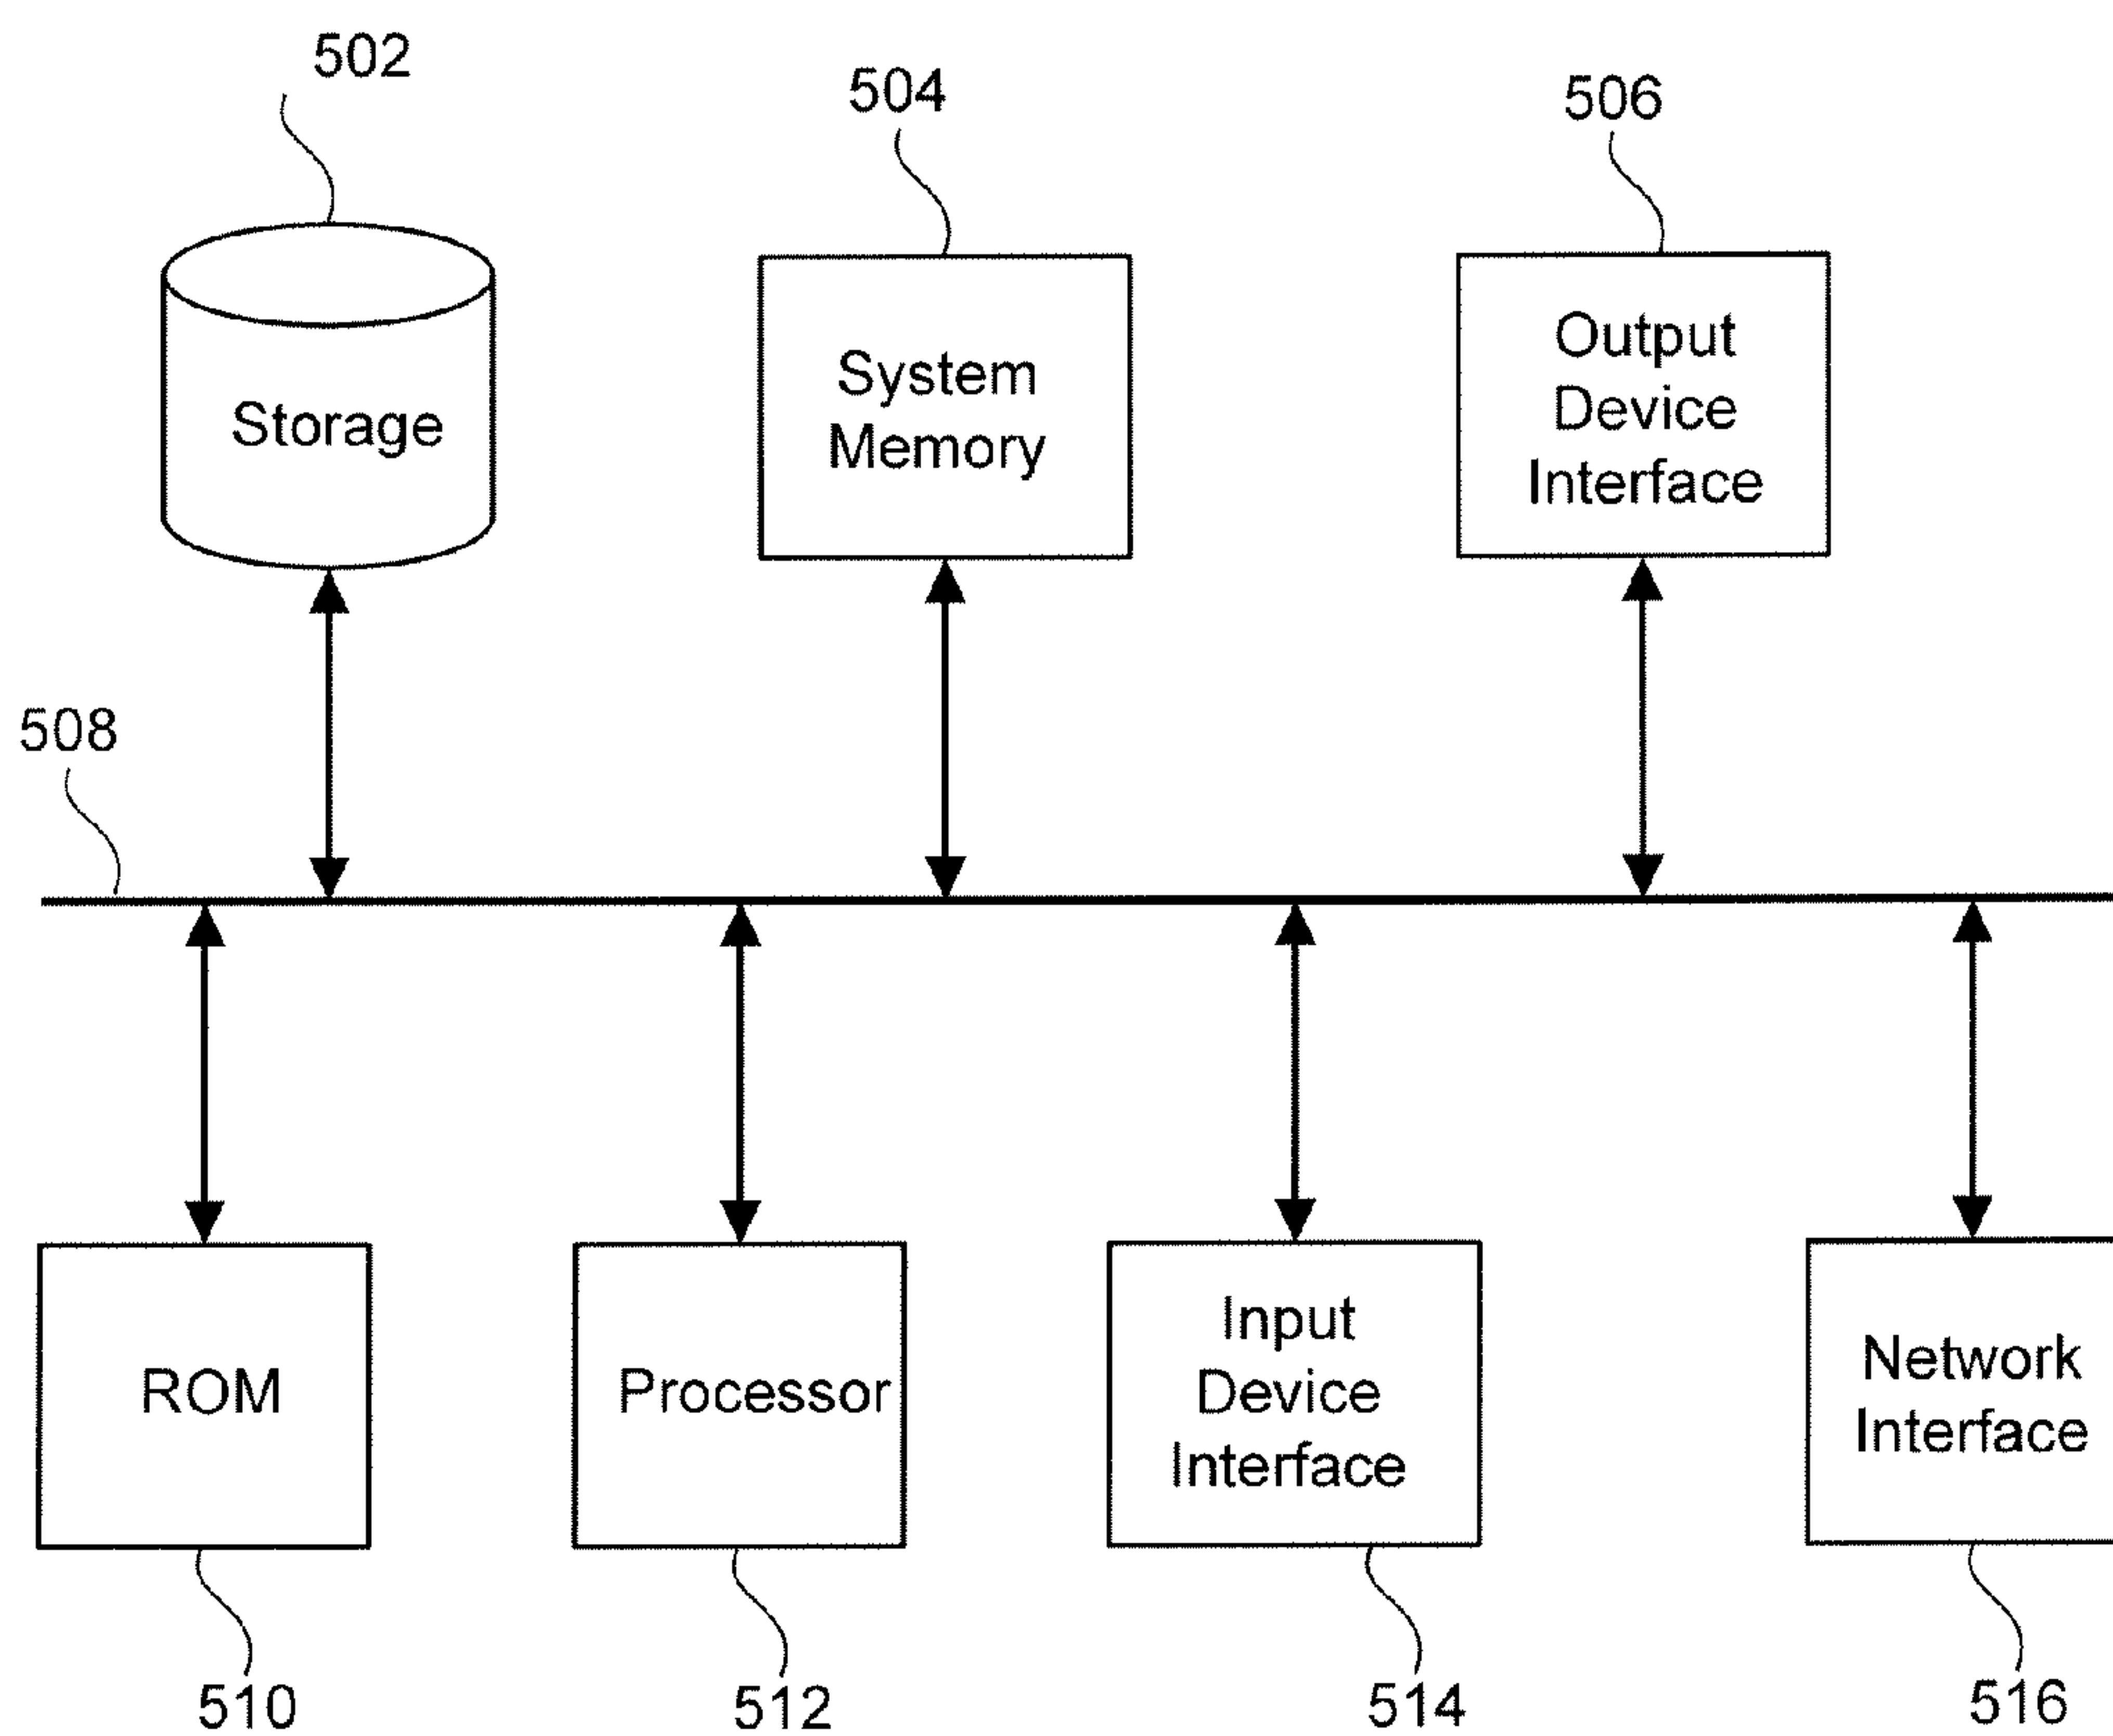 502
504
506
Storage
System
Memory
Output
Device
Interface
508
ROM
Processor
Input
Device
Interface
Network
Interface
510
512
514
516